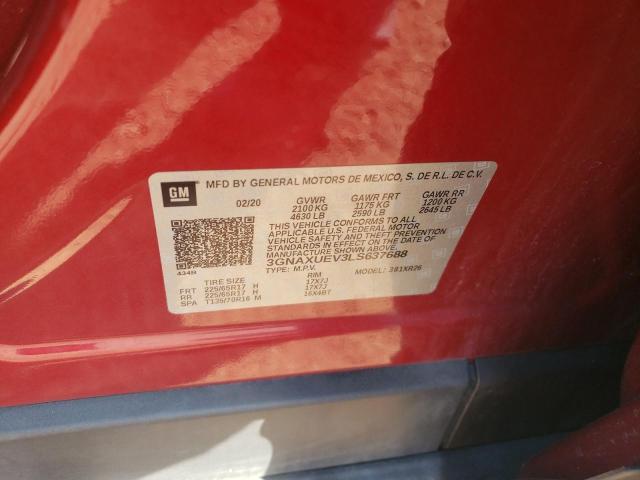 GM MFD BY GENERAL MOTORS DE MEXICO, S. DE R.L. DE C.V.
02/20 GVWR GAWR FRT GAWR RR
2100 KG 1175 KG 1200 KG
4630 LB 2590 LB 2645 LB
THIS VEHICLE CONFORMS TO ALL
APPLICABLE U.S. FEDERAL MOTOR
VEHICLE SAFETY AND THEFT PREVENTION
STANDARDS IN EFFECT ON THE DATE OF
MANUFACTURE SHOWN ABOVE.
3GNAXUEV3LS637688
TYPE: M.P.V. MODEL: 381XR26
TIRE SIZE RIM
FRT 225/65R17 H 17X7J
RR 225/65R17 H 17X7J
SPA T135/70R16 M 16X4BT